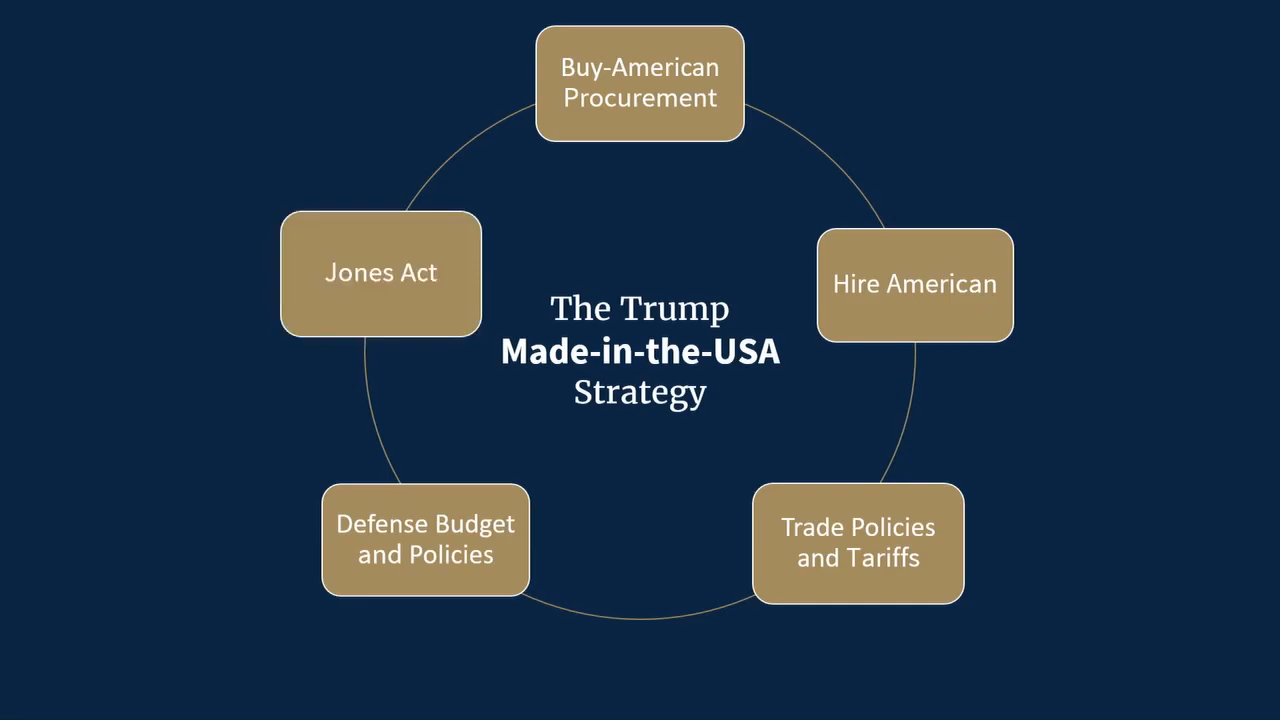 Buy-American
Procurement
Jones Act
Hire American
The Trump
Made-in-the-USA
Strategy
Defense Budget
and Policies
Trade Policies
and Tariffs